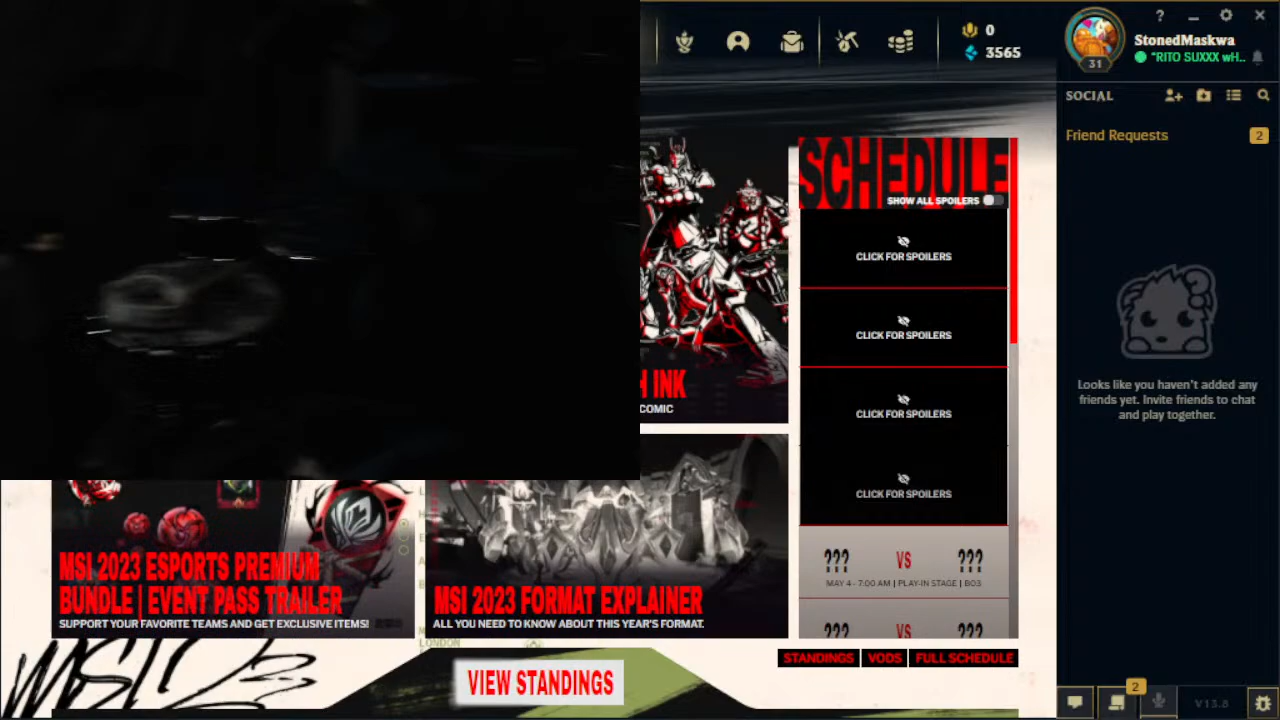 0
3565
?
StonedMaskwa
"RITO SUXXX wH..
31
SOCIAL
Friend Requests
2
SCHEDULE
SHOW ALL SPOILERS
CLICK FOR SPOILERS
CLICK FOR SPOILERS
CLICK FOR SPOILERS
CLICK FOR SPOILERS
??? VS ???
MAY 4 - 7:00 AM | PLAY-IN STAGE | BO3
??? VS ???
INK
COMIC
Looks like you haven't added any
friends yet. Invite friends to chat
and play together.
MSI 2023 ESPORTS PREMIUM
BUNDLE | EVENT PASS TRAILER
SUPPORT YOUR FAVORITE TEAMS AND GET EXCLUSIVE ITEMS!
MSI 2023 FORMAT EXPLAINER
ALL YOU NEED TO KNOW ABOUT THIS YEAR'S FORMAT.
LONDON
STANDINGS
VODS
FULL SCHEDULE
VIEW STANDINGS
2
V13.8